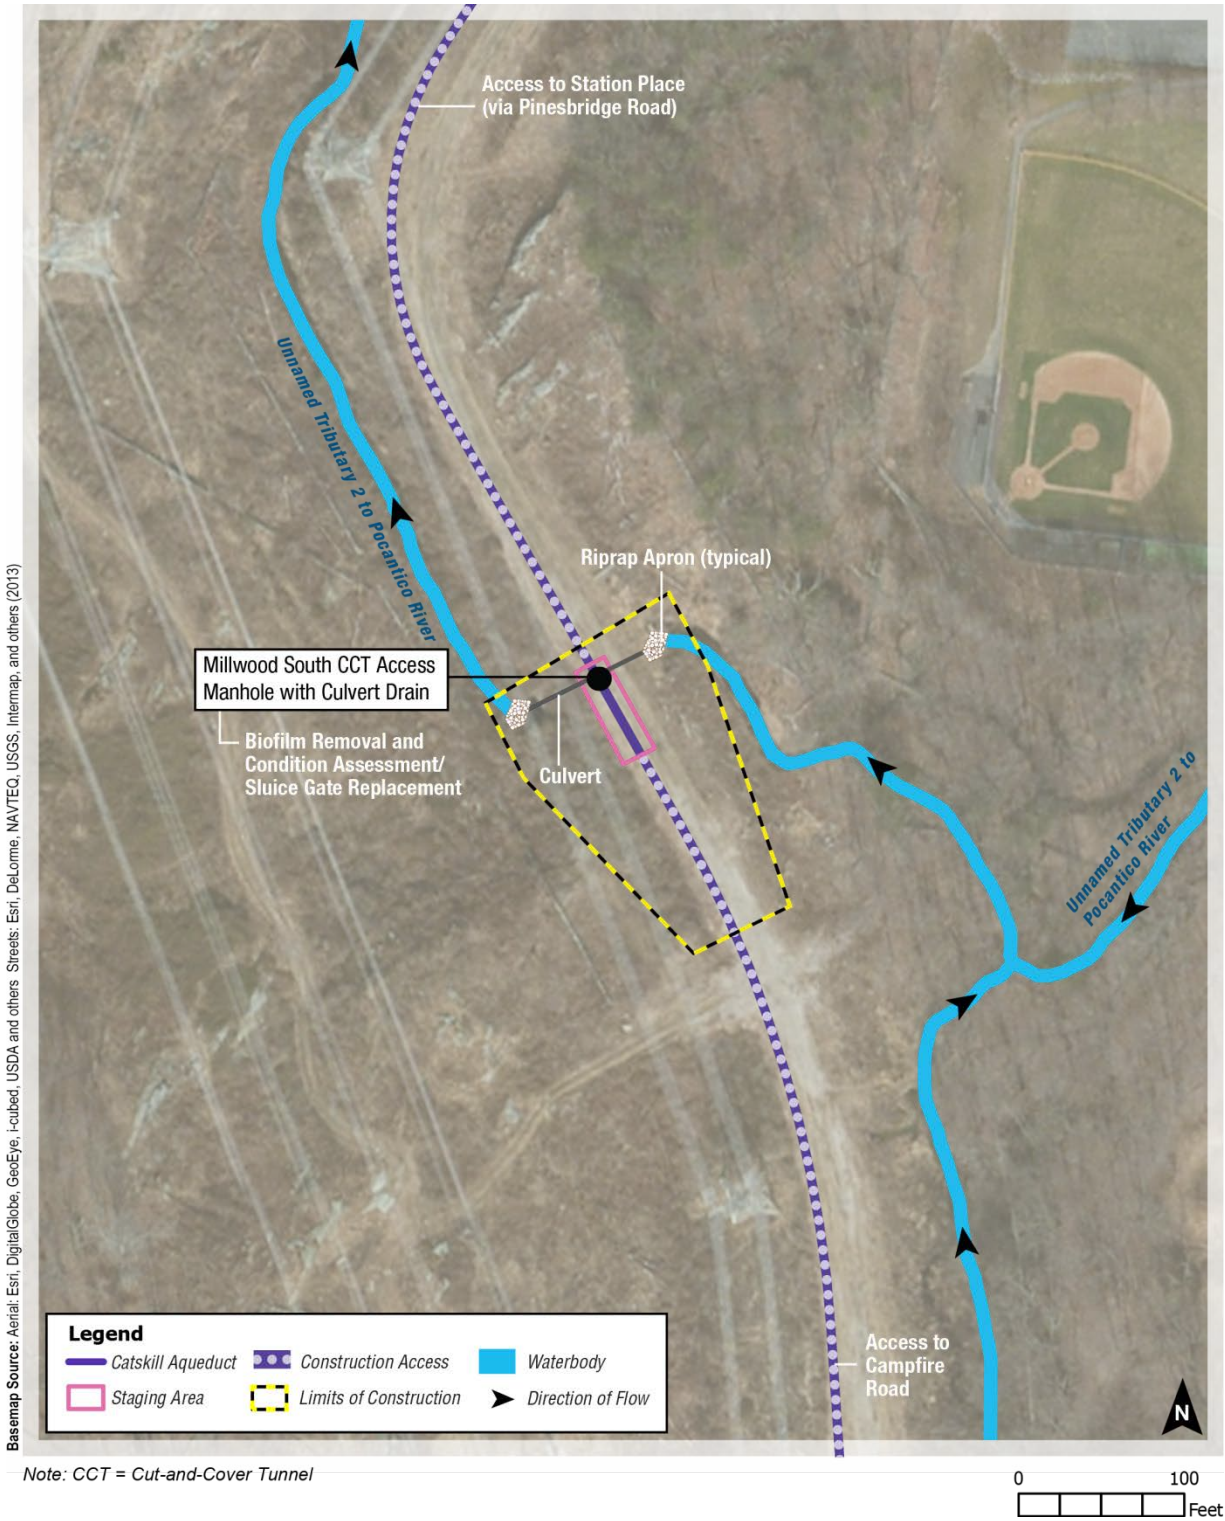 Access to Station Place
(via Pinesbridge Road)
Unnamed Tributary 2 to Pocantico River
Riprap Apron (typical)
Millwood South CCT Access
Manhole with Culvert Drain
Biofilm Removal and
Condition Assessment/
Sluice Gate Replacement
Culvert
Unnamed Tributary 2 to
Pocantico River
Access to
Campfire
Road
Legend
Catskill Aqueduct
Construction Access
Waterbody
Staging Area
Limits of Construction
Direction of Flow
N
Basemap Source: Aerial: Esri, DigitalGlobe, GeoEye, i-cubed, USDA and others Streets: Esri, DeLorme, NAVTEQ, USGS, Intermap, and others (2013)
Note: CCT = Cut-and-Cover Tunnel
0 100
Feet